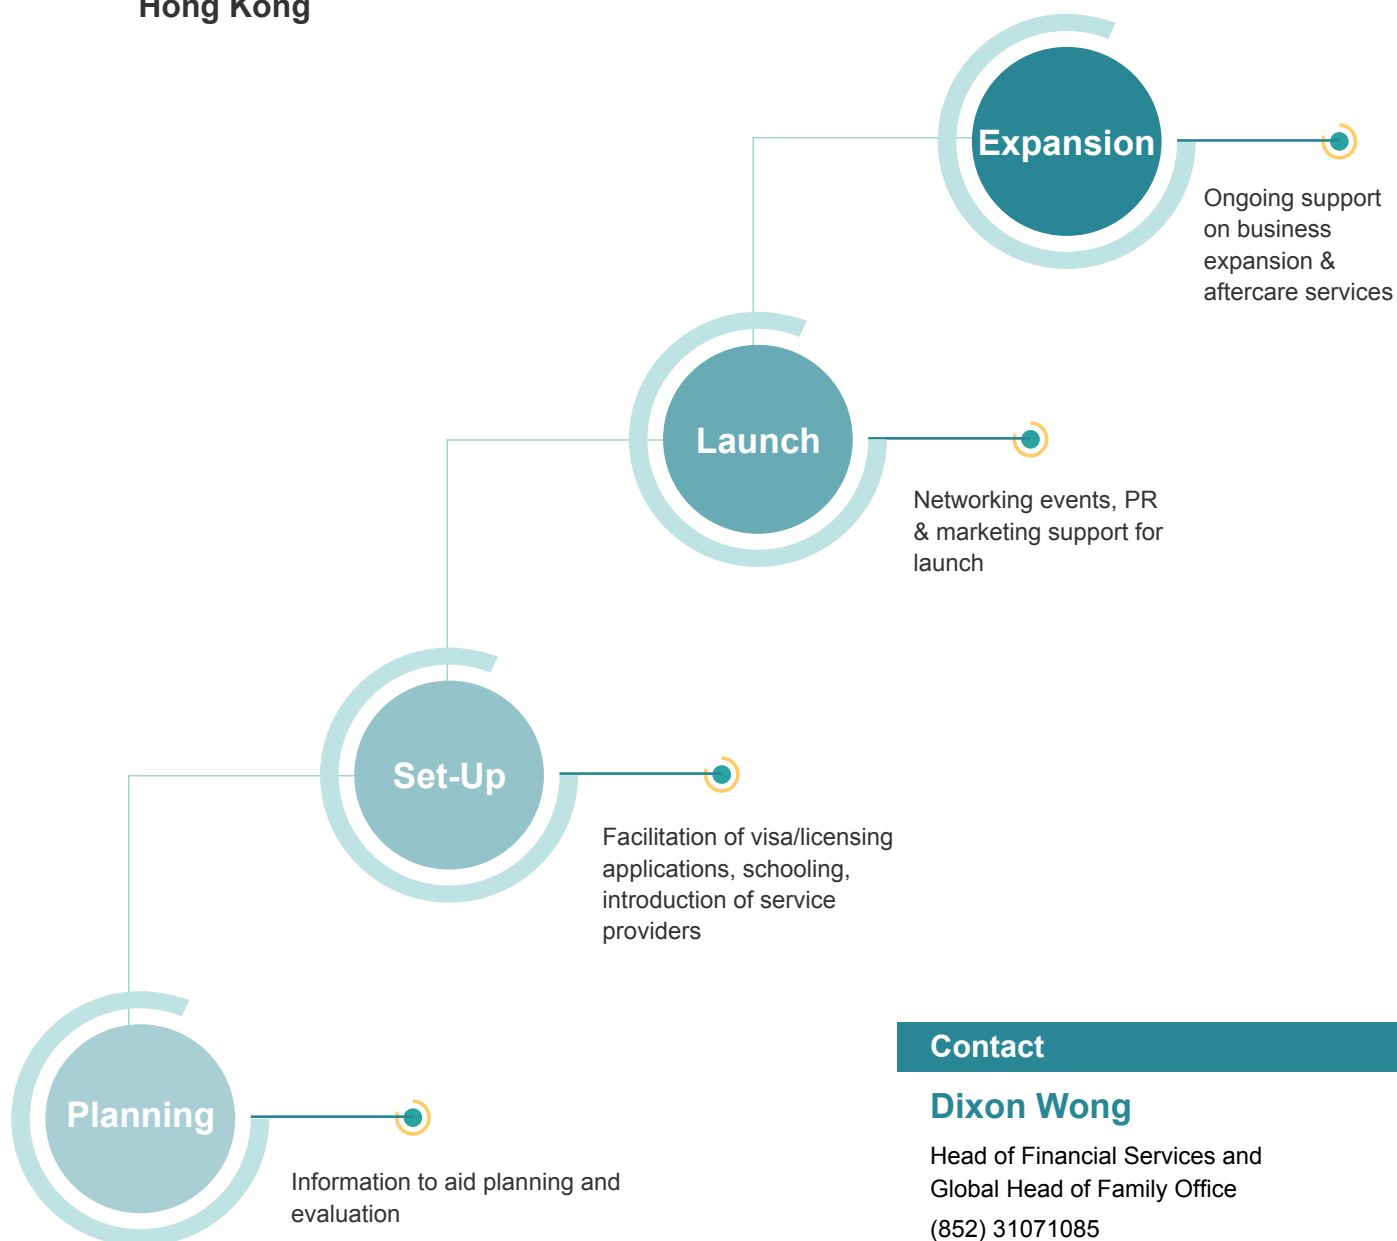 Hong Kong
Expansion
Ongoing support
on business
expansion &
aftercare services
Launch
Networking events, PR
& marketing support for
launch
Set-Up
Facilitation of visa/licensing
applications, schooling,
introduction of service
providers
Planning
Information to aid planning and
evaluation
Contact
Dixon Wong
Head of Financial Services and
Global Head of Family Office
(852) 31071085